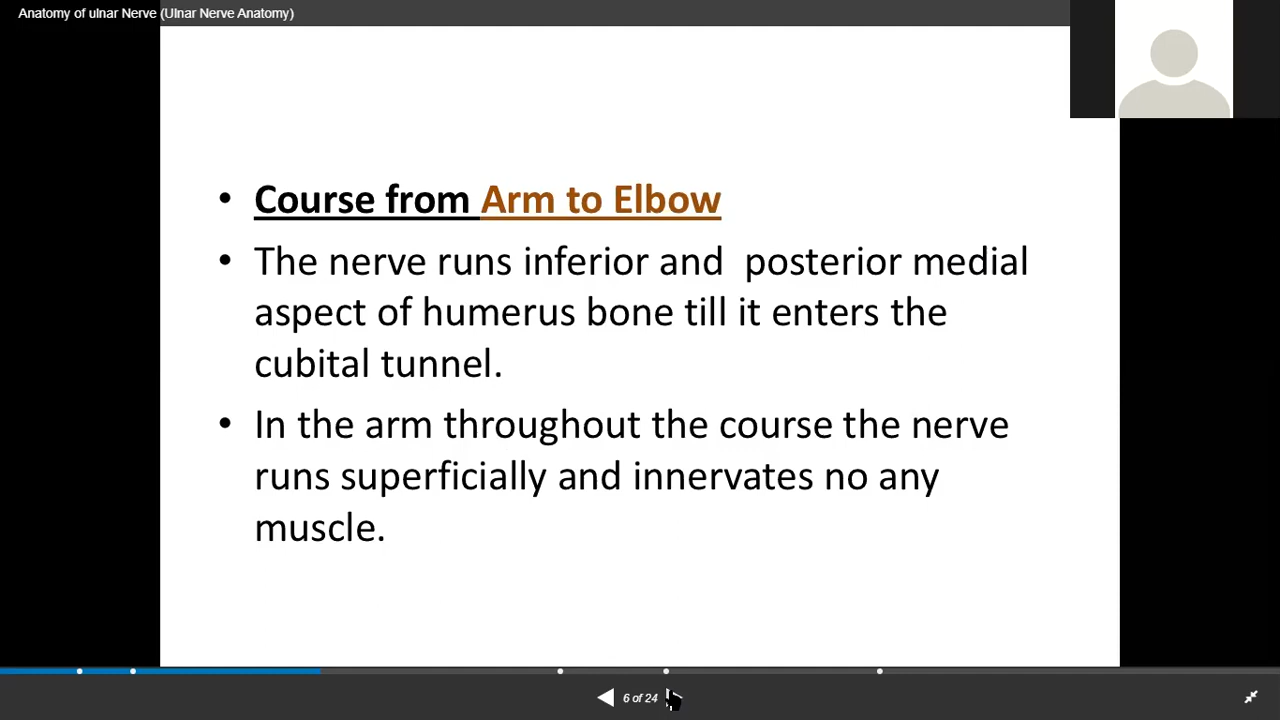 Anatomy of ulnar Nerve (Ulnar Nerve Anatomy)
• Course from Arm to Elbow
• The nerve runs inferior and  posterior medial
aspect of humerus bone till it enters the
cubital tunnel.
• In the arm throughout the course the nerve
runs superficially and innervates no any
muscle.
6 of 24